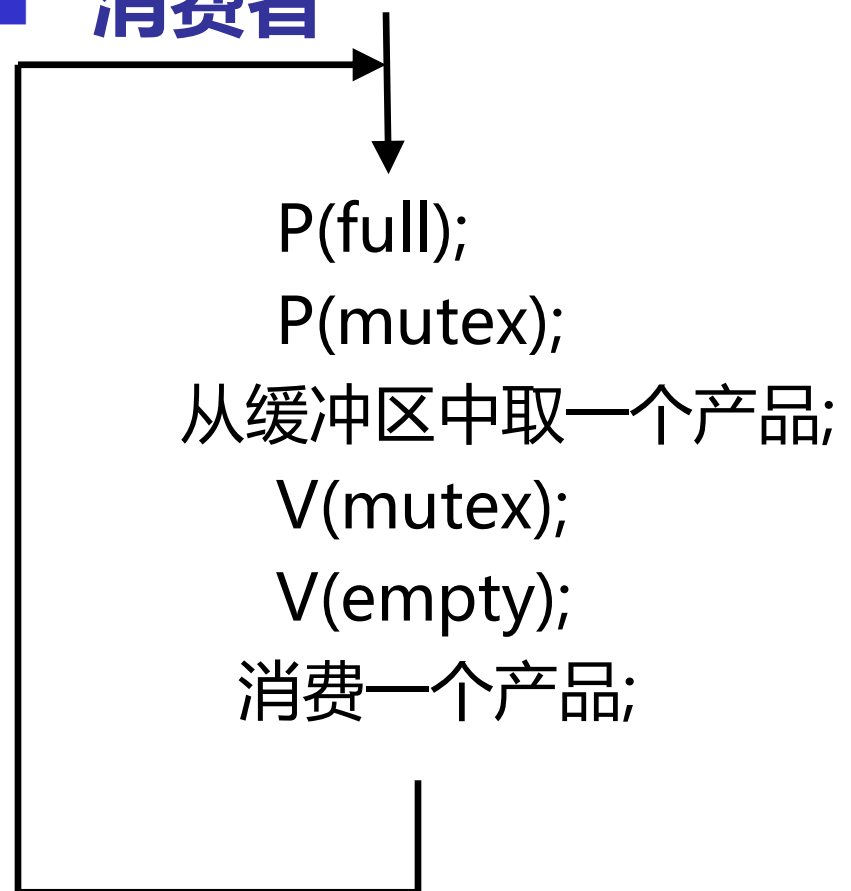 消费者
P(full);
P(mutex);
从缓冲区中取一个产品;
V(mutex);
V(empty);
消费一个产品;